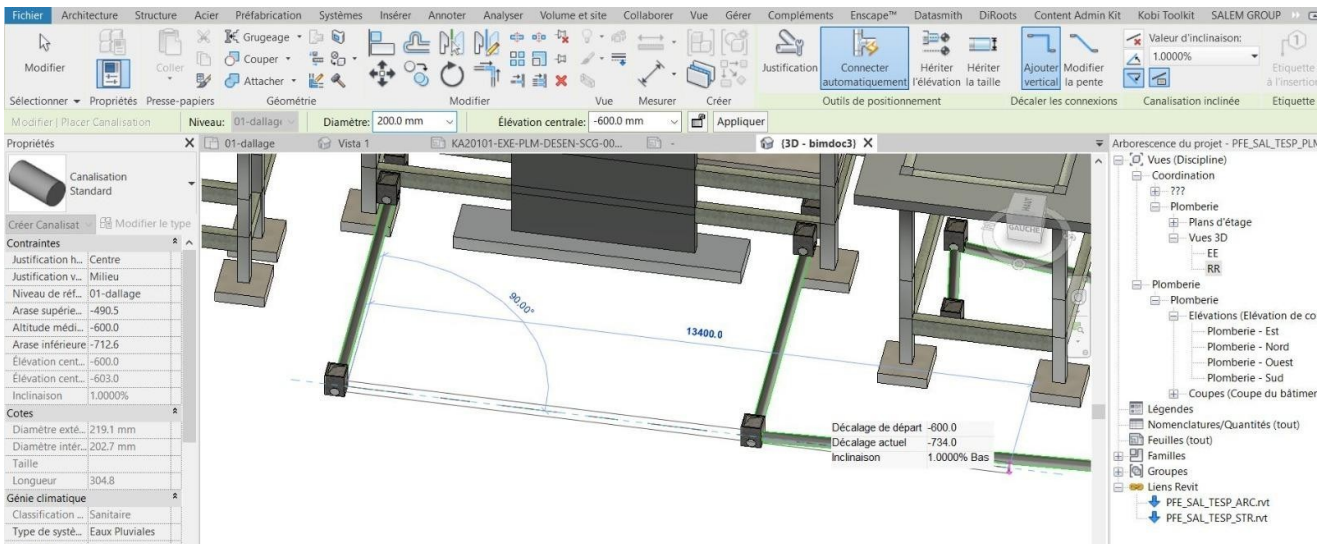 Fichier Architecture Structure Acier Préfabrication Systèmes Insérer Annoter Analyser Volume et site Collaborer Vue Gérer Compléments Enscape™ Datasmith DiRoots Content Admin Kit Kobi Toolkit SALEM GROUP
Modifier
Coller
Grugeage
Couper
Attacher
Justification
Connecter automatiquement
Hériter l'élévation
Hériter la taille
Ajouter vertical
Modifier la pente
Valeur d'inclinaison:
1.0000%
Etiquette à l'insertion
Sélectionner Propriétés Presse-papiers Géométrie Modifier Vue Mesurer Créer Outils de positionnement Décaler les connexions Canalisation inclinée Etiquette
Modifier | Placer Canalisation Niveau: 01-dallage Diamètre: 200.0 mm Élévation centrale: -600.0 mm Appliquer
Propriétés X 01-dallage Vista 1 KA20101-EXE-PLM-DESEN-SCG-00... - (3D - bimdoc3) X Arborescence du projet - PFE_SAL_TESP_PLM
Canalisation
Standard
Créer Canalisat Modifier le type
Contraintes
Justification h... Centre
Justification v... Milieu
Niveau de réf... 01-dallage
Arase supérie... -490.5
Altitude médi... -600.0
Arase inférieure -712.6
Élévation cent... -600.0
Élévation cent... -603.0
Inclinaison 1.0000%
Cotes
Diamètre exté... 219.1 mm
Diamètre intér... 202.7 mm
Taille
Longueur 304.8
Génie climatique
Classification ... Sanitaire
Type de systè... Eaux Pluviales
90.00°
13400.0
HAUT
GAUCHE
Décalage de départ -600.0
Décalage actuel -734.0
Inclinaison 1.0000% Bas
Vues (Discipline)
Coordination
???
Plomberie
Plans d'étage
Vues 3D
EE
RR
Plomberie
Plomberie
Elévations (Elévation de co
Plomberie - Est
Plomberie - Nord
Plomberie - Ouest
Plomberie - Sud
Coupes (Coupe du bâtimer
Légendes
Nomenclatures/Quantités (tout)
Feuilles (tout)
Familles
Groupes
Liens Revit
PFE_SAL_TESP_ARC.rvt
PFE_SAL_TESP_STR.rvt